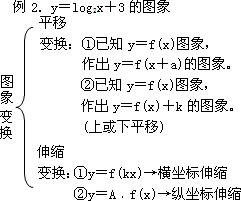 例2. y=log₂x+3的图象
平移
变换：①已知 y=f(x)图象，
作出y=f(x+a)的图象。
②已知 y=f(x)图象，
作出y=f(x)+k的图象。
(上或下平移)
图象变换
伸缩
变换：①y=f(kx)→横坐标伸缩
②y=A·f(x)→纵坐标伸缩